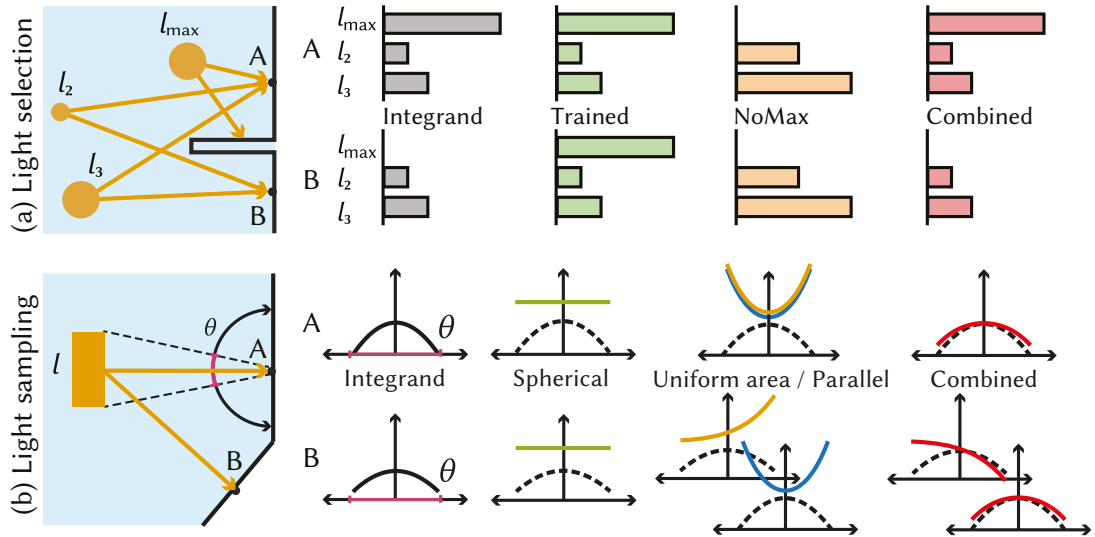 (a) Light selection
l_max
A
l_2
l_3
B
A
l_max
l_2
l_3
Integrand
Trained
NoMax
Combined
B
l_max
l_2
l_3
(b) Light sampling
l
θ
A
B
A
θ
Integrand
Spherical
Uniform area / Parallel
Combined
B
θ